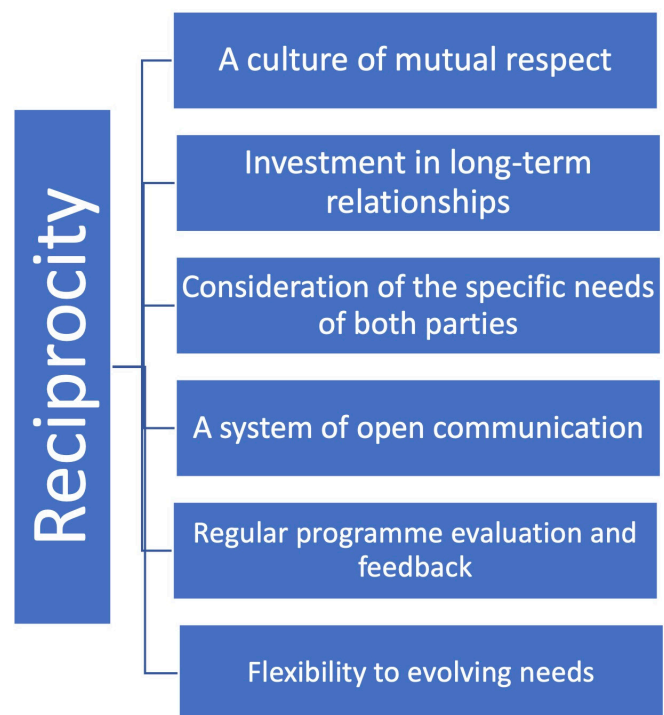 Reciprocity
A culture of mutual respect
Investment in long-term
relationships
Consideration of the specific needs
of both parties
A system of open communication
Regular programme evaluation and
feedback
Flexibility to evolving needs